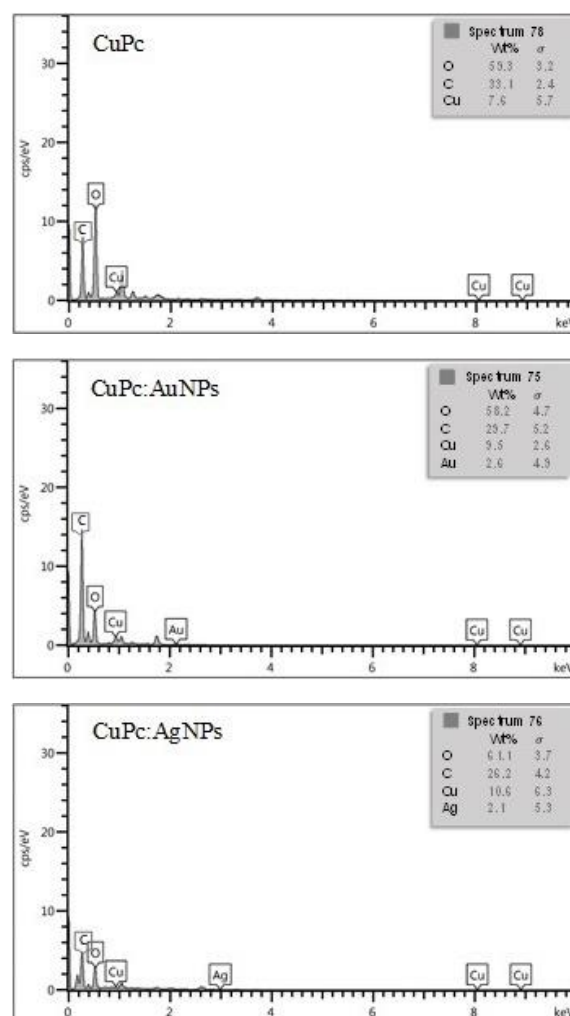 CuPc
Spectrum 78
Wt% σ
O 59.3 3.2
C 33.1 2.4
Cu 7.6 5.7
30
20
10
0
cps/eV
C
O
Cu
Cu
Cu
0 2 4 6 8 keV
CuPc:AuNPs
Spectrum 75
Wt% σ
O 58.2 4.7
C 29.7 5.2
Cu 9.5 2.6
Au 2.6 4.9
30
20
10
0
cps/eV
C
O
Cu
Au
Cu
Cu
0 2 4 6 8 keV
CuPc:AgNPs
Spectrum 76
Wt% σ
O 61.1 3.7
C 26.2 4.2
Cu 10.6 6.3
Ag 2.1 5.3
30
20
10
0
cps/eV
C
O
Cu
Ag
Cu
Cu
0 2 4 6 8 keV